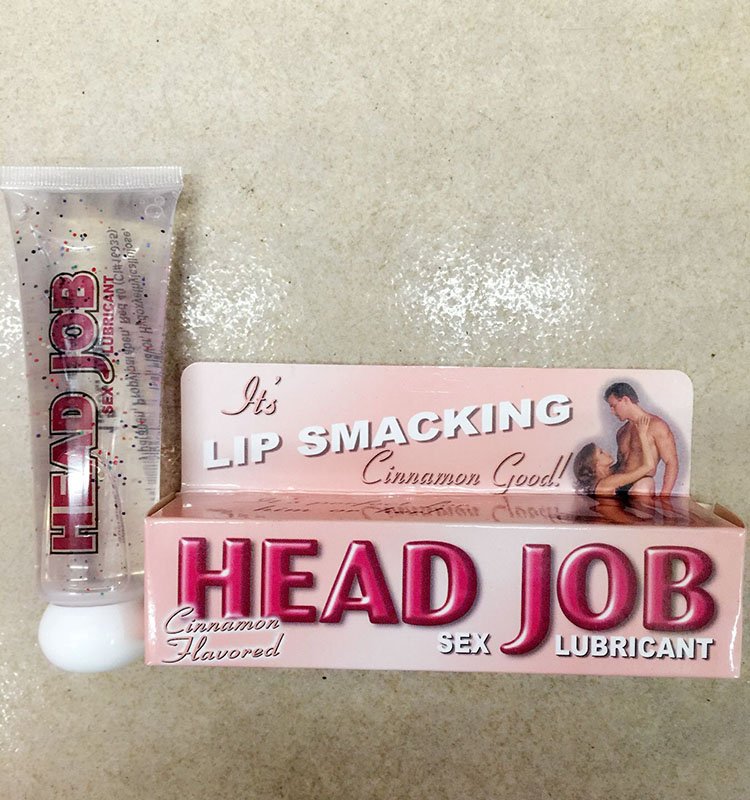 HEAD JOB
SEX LUBRICANT
It's
LIP SMACKING
Cinnamon Good!
HEAD JOB
Cinnamon
Flavored
SEX LUBRICANT